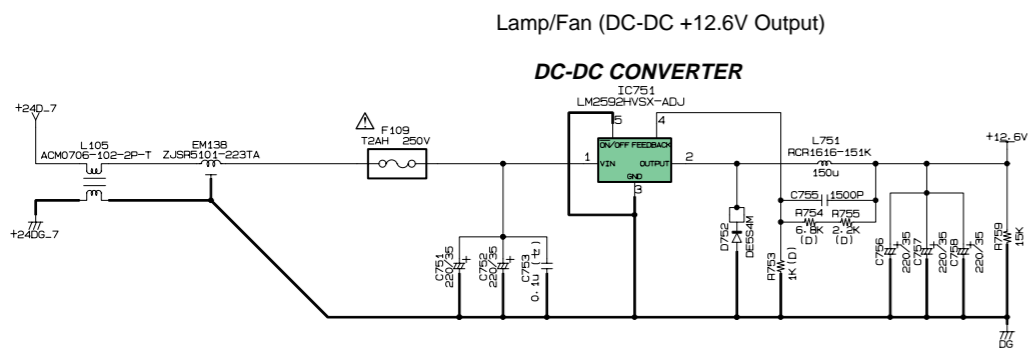 Lamp/Fan (DC-DC +12.6V Output)
DC-DC CONVERTER
IC751
LM2592HVSX-ADJ
+24D_7
L105
ACM0706-102-2P-T
EM138
ZJSR5101-223TA
F109
T2AH 250V
5
4
ON/OFF FEEDBACK
1
VIN
OUTPUT
2
GND
3
L751
RCR1616-151K
150u
+12.6V
C755
1500P
R754
6.8K
(D)
R755
2.2K
(D)
+24DG_7
C751
220/35
C752
220/35
C753
0.1u (tz)
D752
DE5S4M
R753
1K(D)
C756
220/35
C757
220/35
C758
220/35
R759
15K
DG